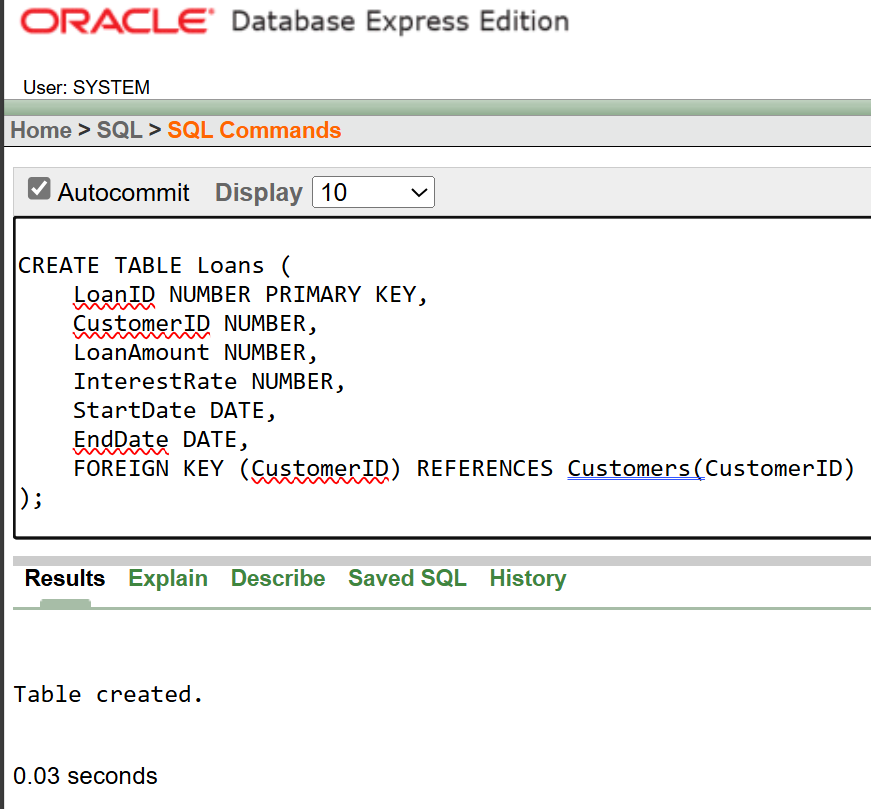 ORACLE® Database Express Edition
User: SYSTEM
Home > SQL > SQL Commands
Autocommit Display 10
CREATE TABLE Loans (
    LoanID NUMBER PRIMARY KEY,
    CustomerID NUMBER,
    LoanAmount NUMBER,
    InterestRate NUMBER,
    StartDate DATE,
    EndDate DATE,
    FOREIGN KEY (CustomerID) REFERENCES Customers(CustomerID)
);
Results Explain Describe Saved SQL History
Table created.
0.03 seconds